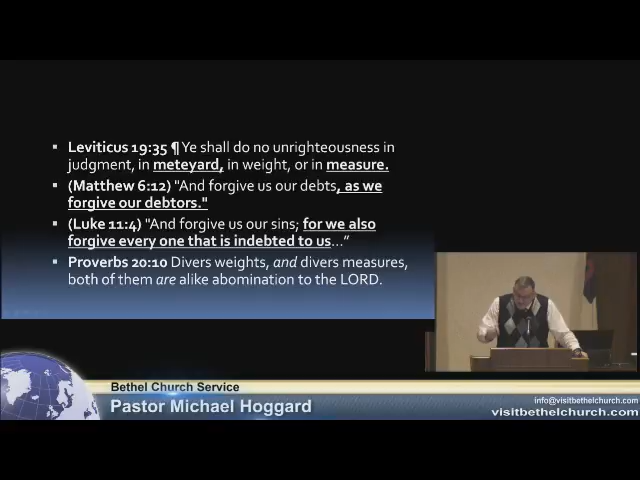 Leviticus 19:35 ¶ Ye shall do no unrighteousness in
judgment, in meteyard, in weight, or in measure.
(Matthew 6:12) "And forgive us our debts, as we
forgive our debtors."
(Luke 11:4) "And forgive us our sins; for we also
forgive every one that is indebted to us…"
Proverbs 20:10 Divers weights, and divers measures,
both of them are alike abomination to the LORD.
Bethel Church Service
Pastor Michael Hoggard
info@visitbethelchurch.com
visitbethelchurch.com